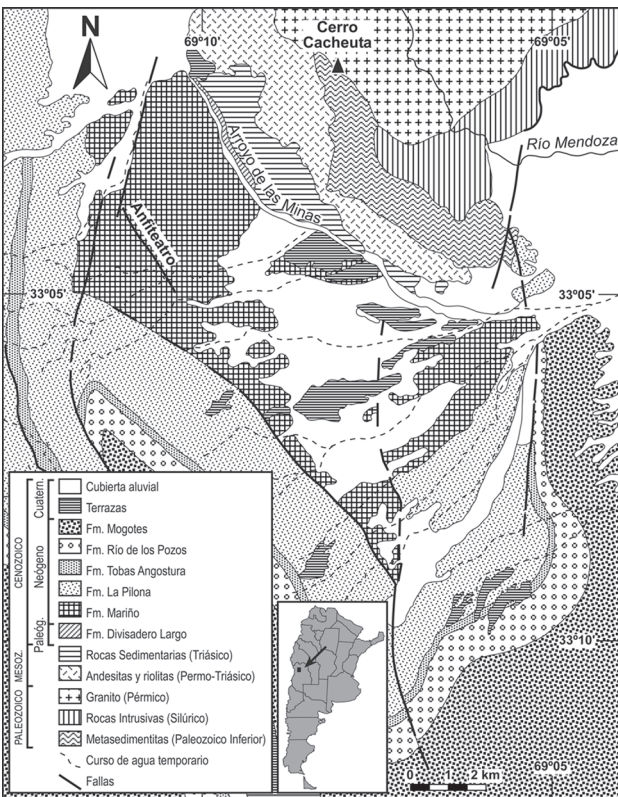 N
69º10'
Cerro
Cacheuta
69º05'
Río Mendoza
Arroyo de las Minas
Anfiteatro
33º05'
33º05'
CENOZOICO
Cuatern.
Cubierta aluvial
Terrazas
Neógeno
Fm. Mogotes
Fm. Río de los Pozos
Fm. Tobas Angostura
Fm. La Pilona
Fm. Mariño
Paleóg.
Fm. Divisadero Largo
MESOZ.
Rocas Sedimentarias (Triásico)
Andesitas y riolitas (Permo-Triásico)
PALEOZOICO
Granito (Pérmico)
Rocas Intrusivas (Silúrico)
Metasedimentitas (Paleozoico Inferior)
Curso de agua temporario
Fallas
33º10'
69º05'
0 1 2 km